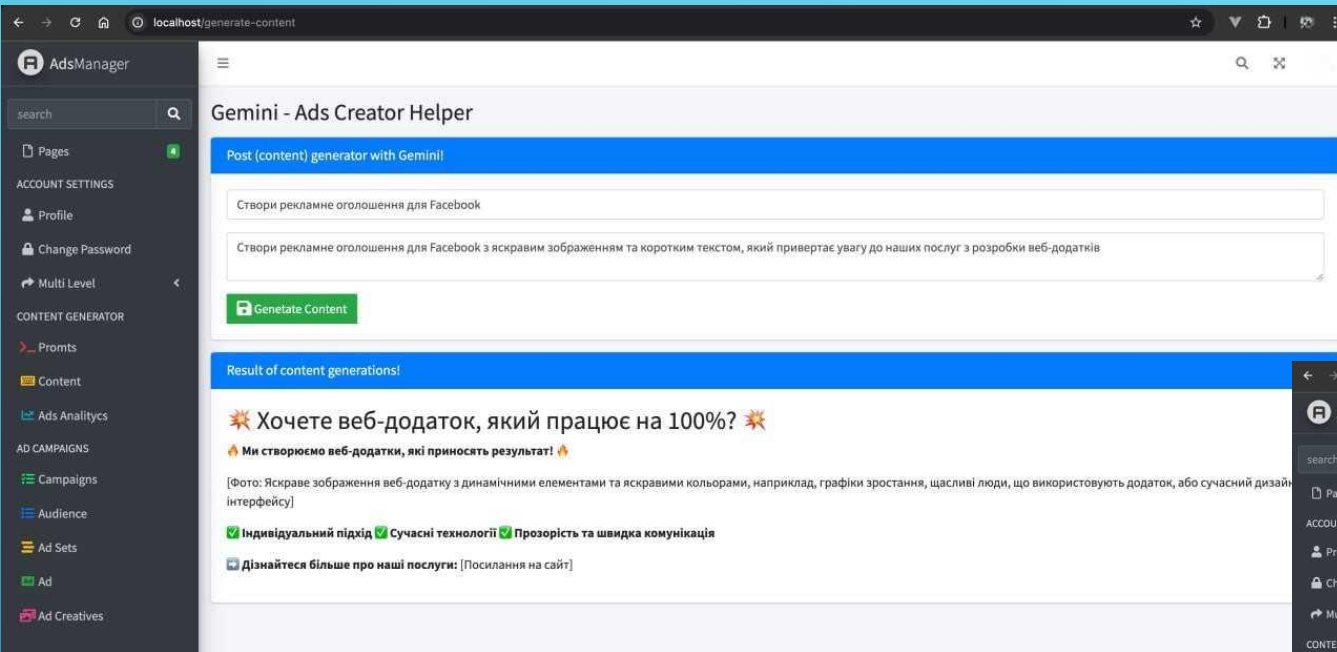 localhost/generate-content
AdsManager
search
Pages 4
ACCOUNT SETTINGS
Profile
Change Password
Multi Level
CONTENT GENERATOR
Promts
Content
Ads Analitycs
AD CAMPAIGNS
Campaigns
Audience
Ad Sets
Ad
Ad Creatives
Gemini - Ads Creator Helper
Post (content) generator with Gemini!
Створи рекламне оголошення для Facebook
Створи рекламне оголошення для Facebook з яскравим зображенням та коротким текстом, який привертає увагу до наших послуг з розробки веб-додатків
Genetate Content
Result of content generations!
💥 Хочете веб-додаток, який працює на 100%? 💥
🔥 Ми створюємо веб-додатки, які приносять результат! 🔥
[Фото: Яскраве зображення веб-додатку з динамічними елементами та яскравими кольорами, наприклад, графіки зростання, щасливі люди, що використовують додаток, або сучасний дизайн
інтерфейсу]
✅ Індивідуальний підхід ✅ Сучасні технології ✅ Прозорість та швидка комунікація
➡️ Дізнайтеся більше про наші послуги: [Посилання на сайт]
search